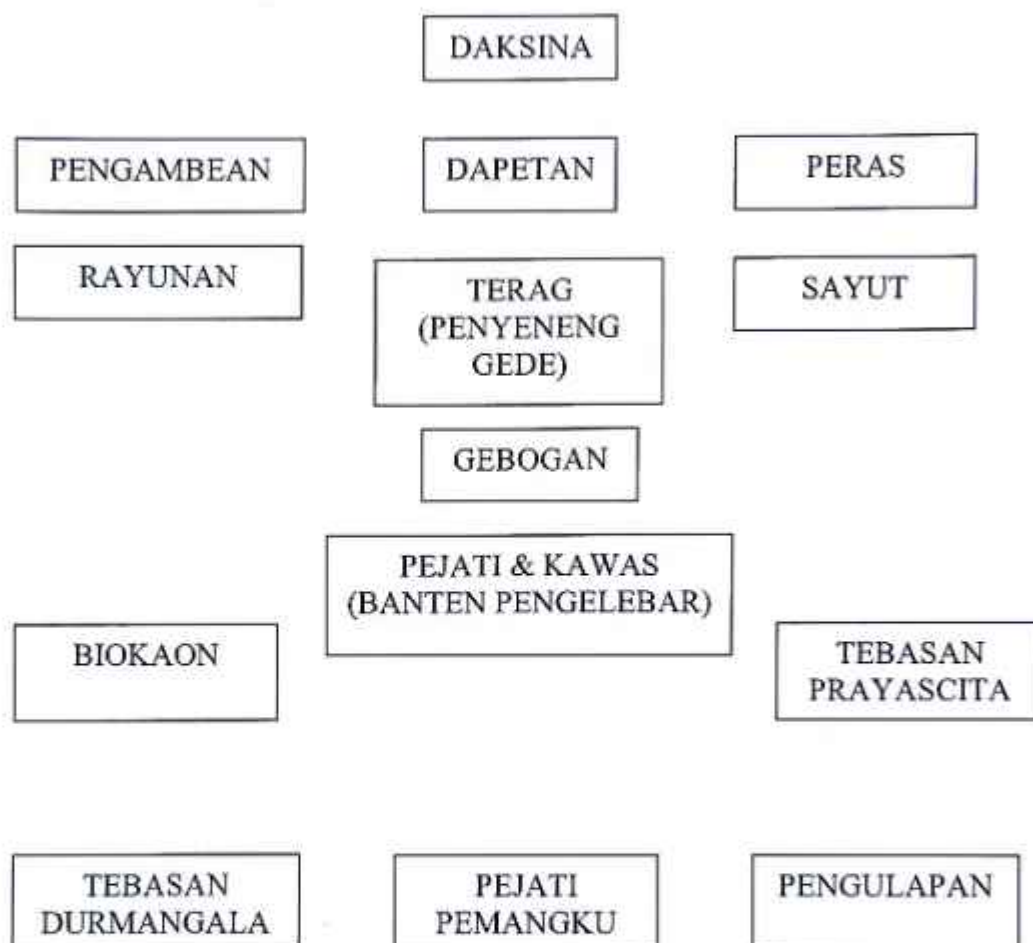 DAKSINA
PENGAMBEAN
DAPETAN
PERAS
RAYUNAN
TERAG
(PENYENENG
GEDE)
SAYUT
GEBOGAN
PEJATI & KAWAS
(BANTEN PENGELEBAR)
BIOKAON
TEBASAN
PRAYASCITA
TEBASAN
DURMANGALA
PEJATI
PEMANGKU
PENGULAPAN